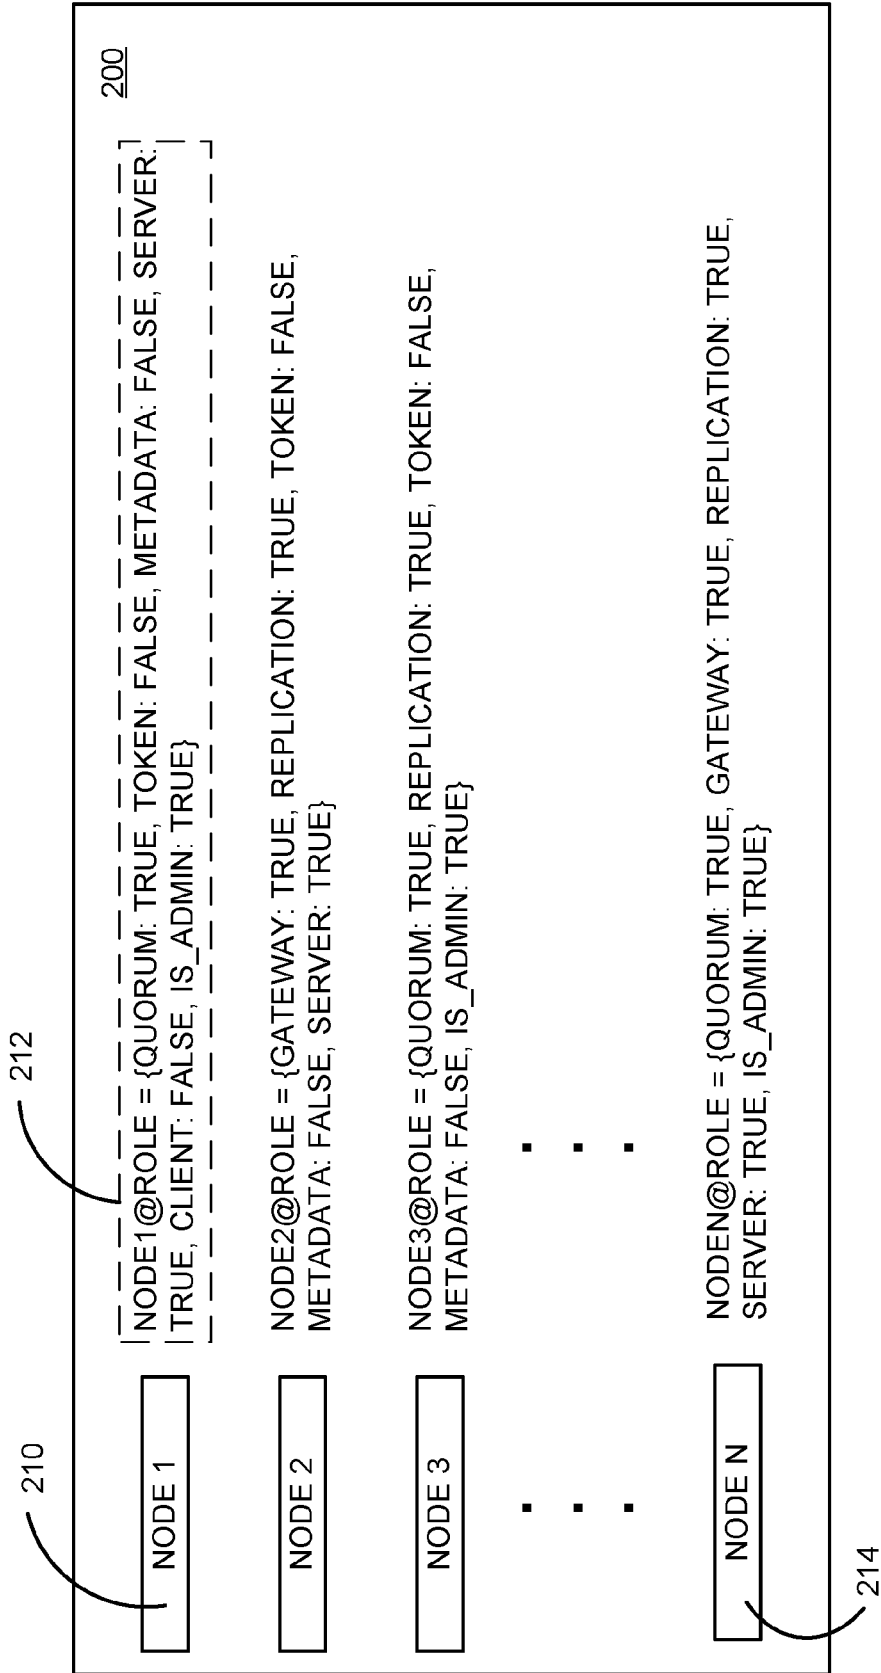 200
212
210
NODE 1
NODE1@ROLE = {QUORUM: TRUE, TOKEN: FALSE, METADATA: FALSE, SERVER:
TRUE, CLIENT: FALSE, IS_ADMIN: TRUE}
NODE 2
NODE2@ROLE = {GATEWAY: TRUE, REPLICATION: TRUE, TOKEN: FALSE,
METADATA: FALSE, SERVER: TRUE}
NODE 3
NODE3@ROLE = {QUORUM: TRUE, REPLICATION: TRUE, TOKEN: FALSE,
METADATA: FALSE, IS_ADMIN: TRUE}
NODE N
NODEN@ROLE = {QUORUM: TRUE, GATEWAY: TRUE, REPLICATION: TRUE,
SERVER: TRUE, IS_ADMIN: TRUE}
214